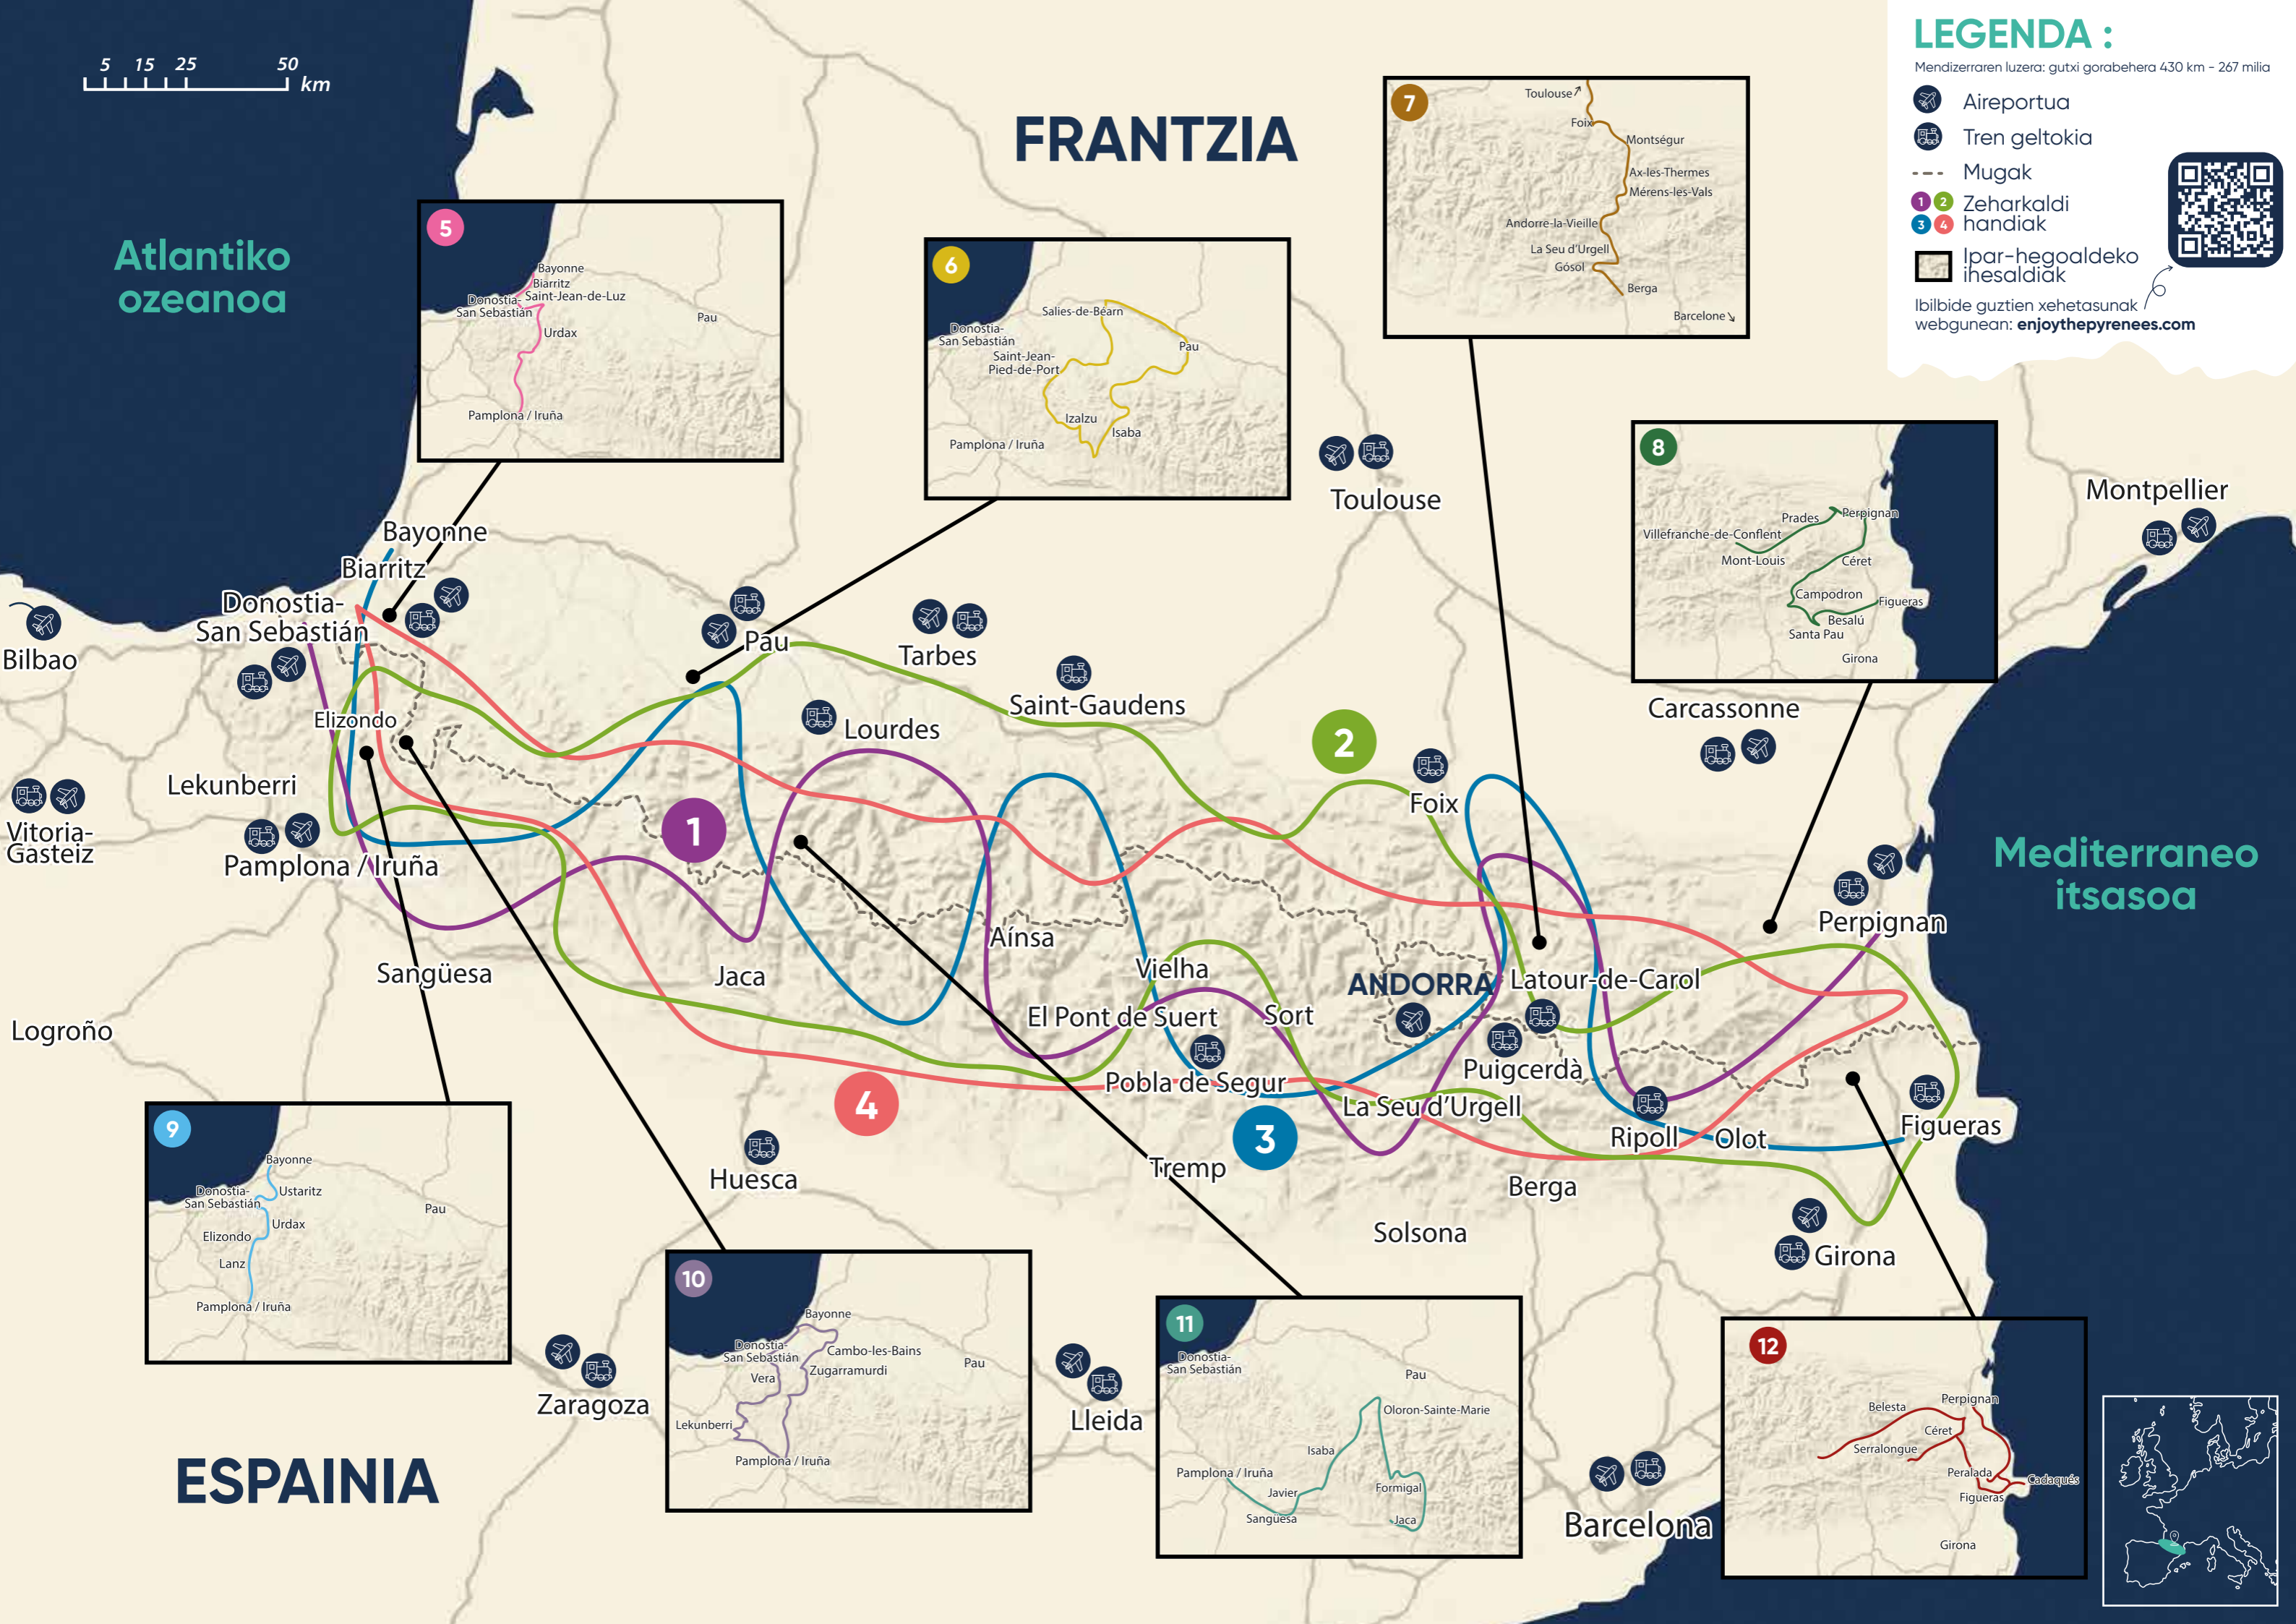 5 15 25 50
km
LEGENDA :
Mendizerraren luzera: gutxi gorabehera 430 km - 267 milia
Aireportua
Tren geltokia
Mugak
1 2 Zeharkaldi
3 4 handiak
Ipar-hegoaldeko
ihesaldiak
Ibilbide guztien xehetasunak
webgunean: enjoythepyrenees.com
FRANTZIA
Atlantiko
ozeanoa
5
Bayonne
Biarritz
Donostia-
San Sebastián
Saint-Jean-de-Luz
Pau
Urdax
Pamplona / Iruña
6
Salies-de-Béarn
Donostia-
San Sebastián
Pau
Saint-Jean-
Pied-de-Port
Izalzu
Isaba
Pamplona / Iruña
7
Toulouse
Foix
Montségur
Ax-les-Thermes
Mérens-les-Vals
Andorre-la-Vieille
La Seu d'Urgell
Gósol
Berga
Barcelone
8
Prades
Perpignan
Villefranche-de-Conflent
Mont-Louis
Céret
Campodron
Figueras
Besalú
Santa Pau
Girona
Toulouse
Montpellier
Bayonne
Biarritz
Donostia-
San Sebastián
Bilbao
Pau
Tarbes
Saint-Gaudens
Carcassonne
Elizondo
Lourdes
2
Foix
Lekunberri
1
Vitoria-
Gasteiz
Pamplona / Iruña
Mediterraneo
itsasoa
Perpignan
Aínsa
Sangüesa
Jaca
Vielha
ANDORRA
Latour-de-Carol
El Pont de Suert
Sort
Logroño
Puigcerdà
Pobla de Segur
4
3
La Seu d'Urgell
Ripoll
Olot
Figueras
Huesca
Tremp
Berga
Solsona
Girona
9
Bayonne
Donostia-
San Sebastián
Ustaritz
Pau
Urdax
Elizondo
Lanz
Pamplona / Iruña
10
Bayonne
Donostia-
San Sebastián
Cambo-les-Bains
Pau
Zugarramurdi
Vera
Lekunberri
Pamplona / Iruña
11
Donostia-
San Sebastián
Pau
Oloron-Sainte-Marie
Isaba
Pamplona / Iruña
Javier
Formigal
Sangüesa
Jaca
12
Perpignan
Belesta
Céret
Serralongue
Peralada
Cadaqués
Figueras
Girona
Zaragoza
Lleida
Barcelona
ESPAINIA